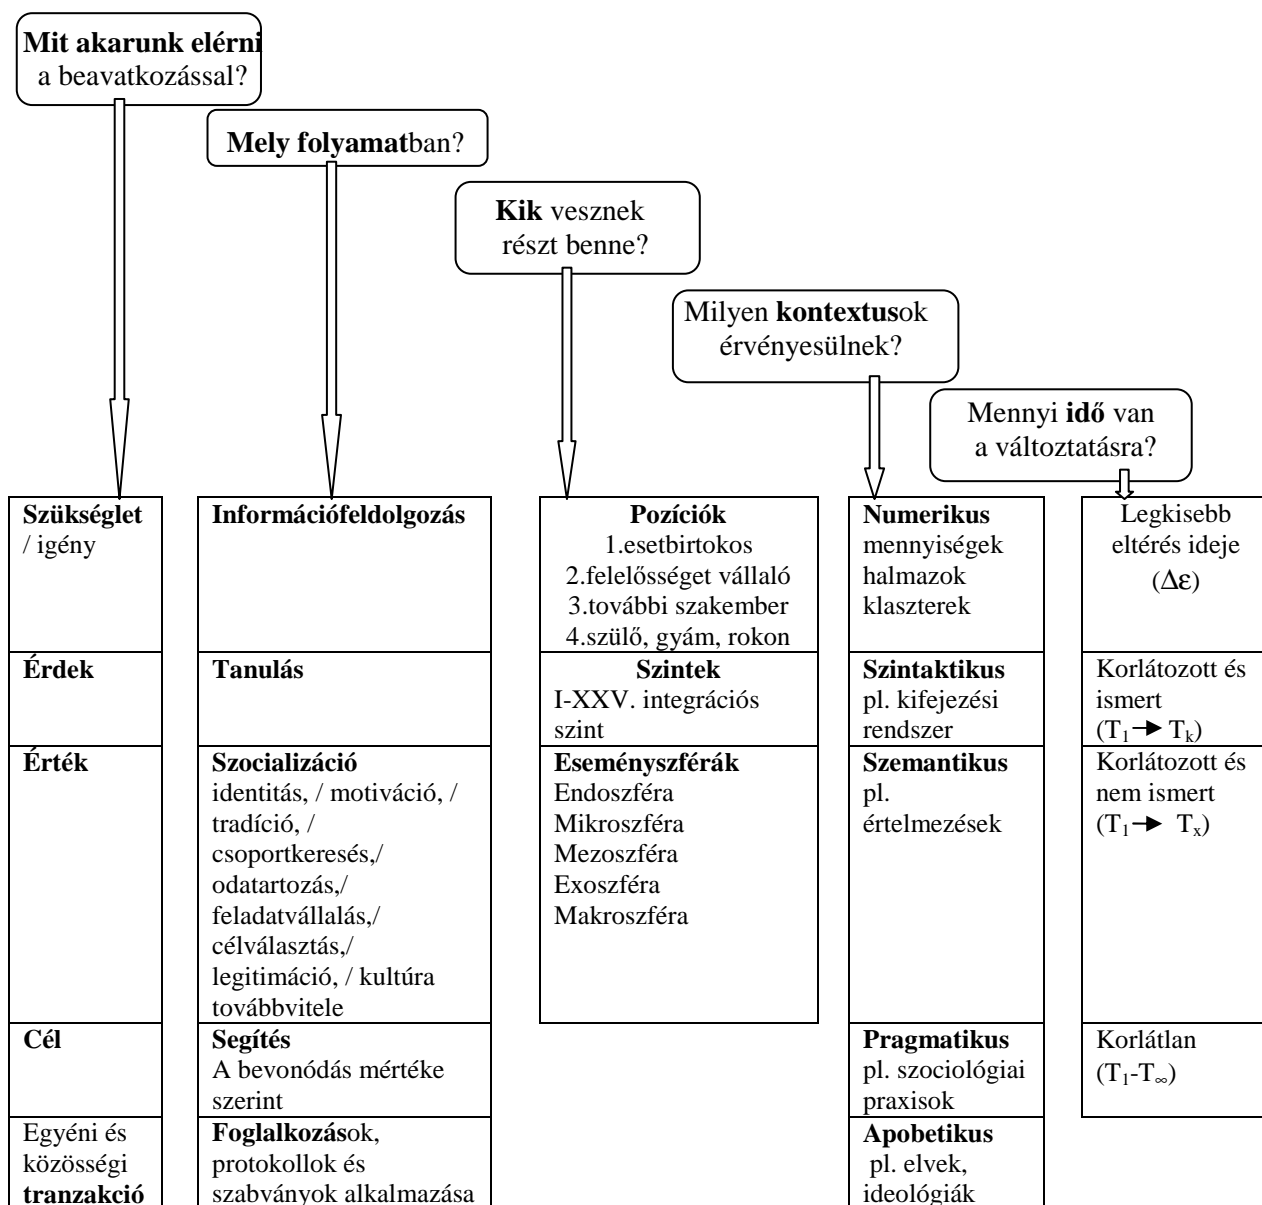 Mit akarunk elérni
a beavatkozással?
Mely folyamatban?
Kik vesznek
részt benne?
Milyen kontextusok
érvényesülnek?
Mennyi idő van
a változtatásra?
Szükséglet
/ igény
Információfeldolgozás
Pozíciók
1.esetbirtokos
2.felelősséget vállaló
3.további szakember
4.szülő, gyám, rokon
Numerikus
mennyiségek
halmazok
klaszterek
Legkisebb
eltérés ideje
(Δε)
Érdek
Tanulás
Szintek
I-XXV. integrációs
szint
Szintaktikus
pl. kifejezési
rendszer
Korlátozott és
ismert
(T1→ Tk)
Érték
Szocializáció
identitás, / motiváció, /
tradíció, /
csoportkeresés,/
odatartozás,/
feladatvállalás,/
célválasztás,/
legitimáció, / kultúra
továbbvitele
Eseményszférák
Endoszféra
Mikroszféra
Mezoszféra
Exoszféra
Makroszféra
Szemantikus
pl.
értelmezések
Korlátozott és
nem ismert
(T1→ Tx)
Cél
Segítés
A bevonódás mértéke
szerint
Pragmatikus
pl. szociológiai
praxisok
Korlátlan
(T1-T∞)
Egyéni és
közösségi
tranzakció
Foglalkozások,
protokollok és
szabványok alkalmazása
Apobetikus
pl. elvek,
ideológiák